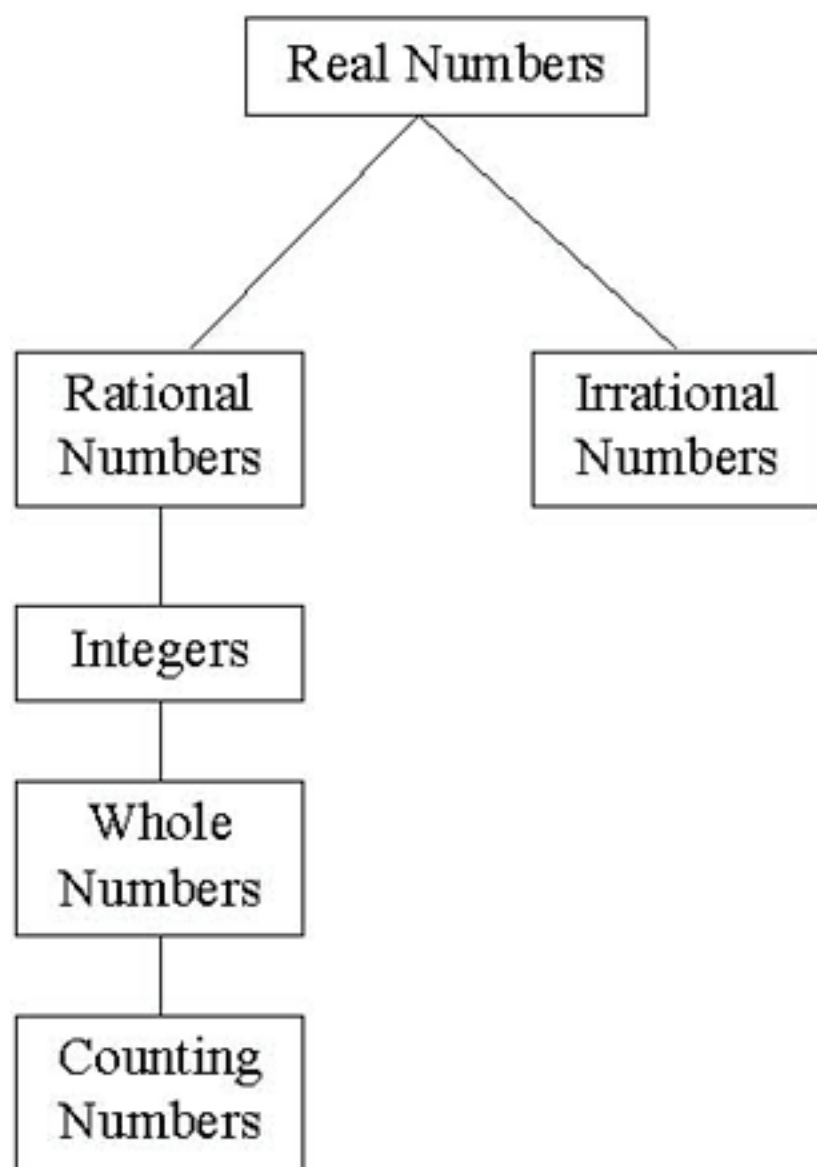 Real Numbers
Rational
Numbers
Irrational
Numbers
Integers
Whole
Numbers
Counting
Numbers